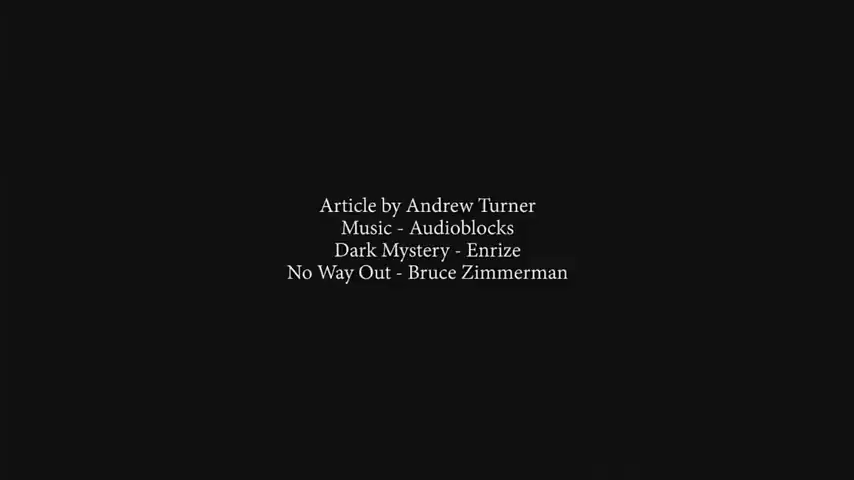 Article by Andrew Turner
Music - Audioblocks
Dark Mystery - Enrize
No Way Out - Bruce Zimmerman